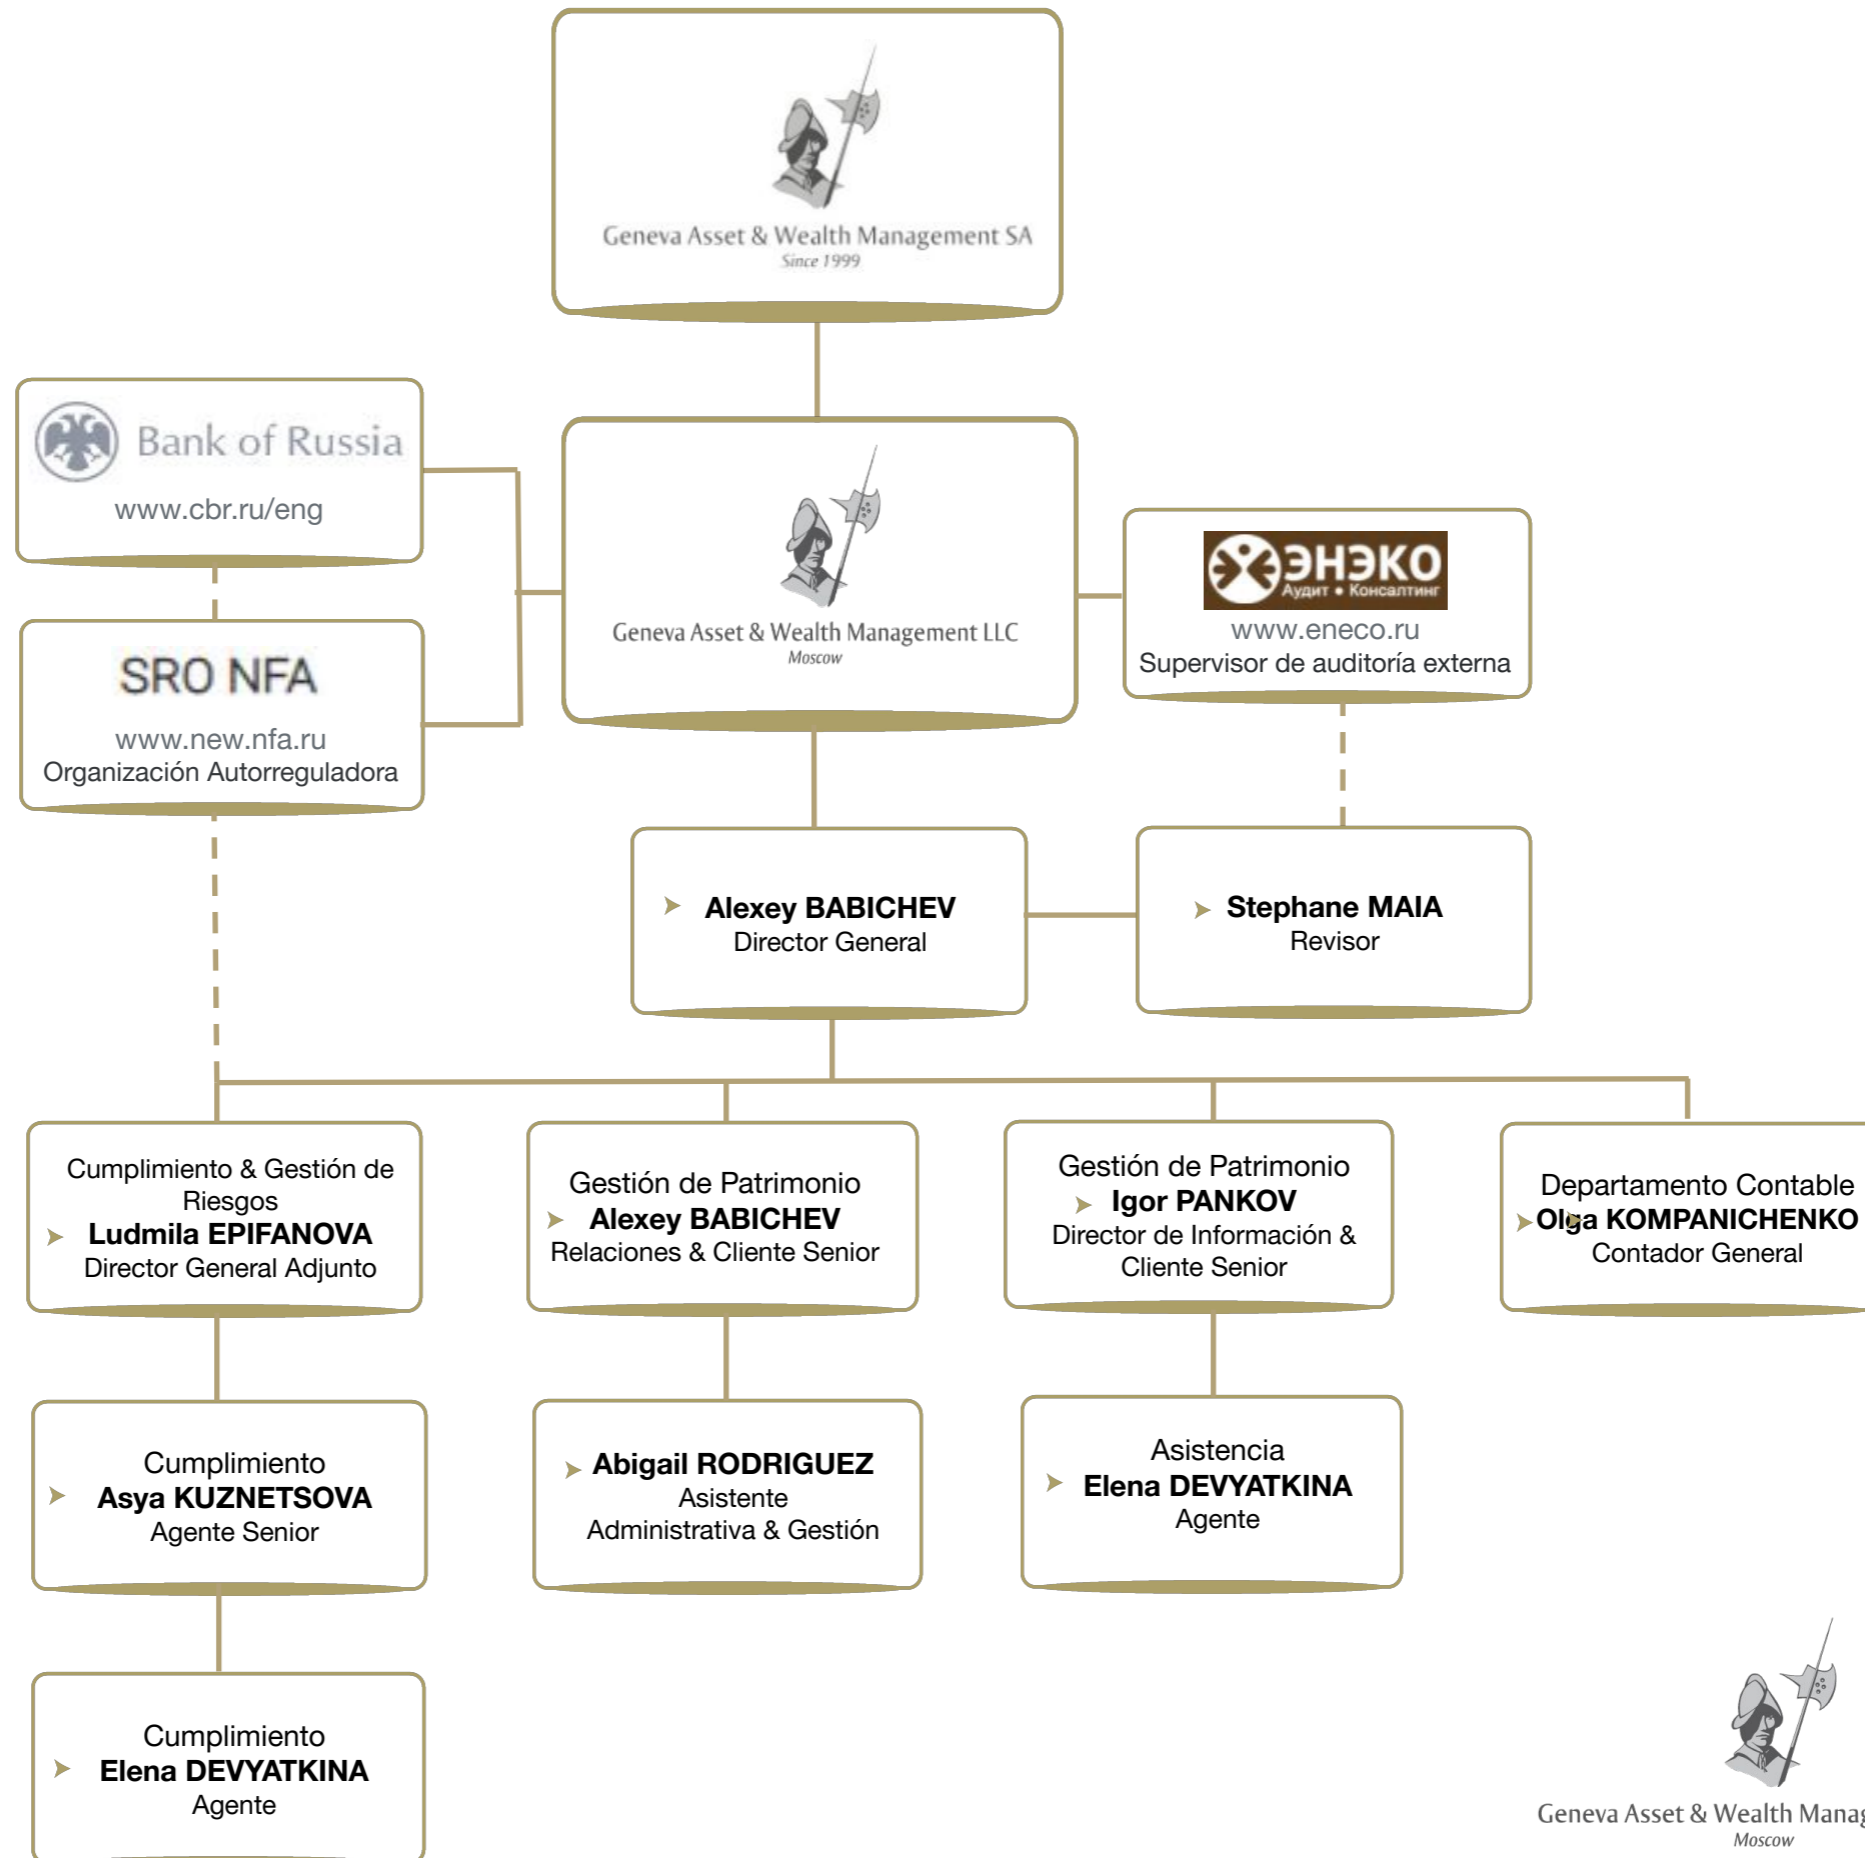 Geneva Asset & Wealth Management SA
Since 1999
Bank of Russia
www.cbr.ru/eng
SRO NFA
www.new.nfa.ru
Organización Autorreguladora
Geneva Asset & Wealth Management LLC
Moscow
ЭНЭКО
Аудит • Консалтинг
www.eneco.ru
Supervisor de auditoría externa
Alexey BABICHEV
Director General
Stephane MAIA
Revisor
Cumplimiento & Gestión de
Riesgos
Ludmila EPIFANOVA
Director General Adjunto
Gestión de Patrimonio
Alexey BABICHEV
Relaciones & Cliente Senior
Gestión de Patrimonio
Igor PANKOV
Director de Información &
Cliente Senior
Departamento Contable
Olga KOMPANICHENKO
Contador General
Cumplimiento
Asya KUZNETSOVA
Agente Senior
Abigail RODRIGUEZ
Asistente
Administrativa & Gestión
Asistencia
Elena DEVYATKINA
Agente
Cumplimiento
Elena DEVYATKINA
Agente
Geneva Asset & Wealth Manag
Moscow